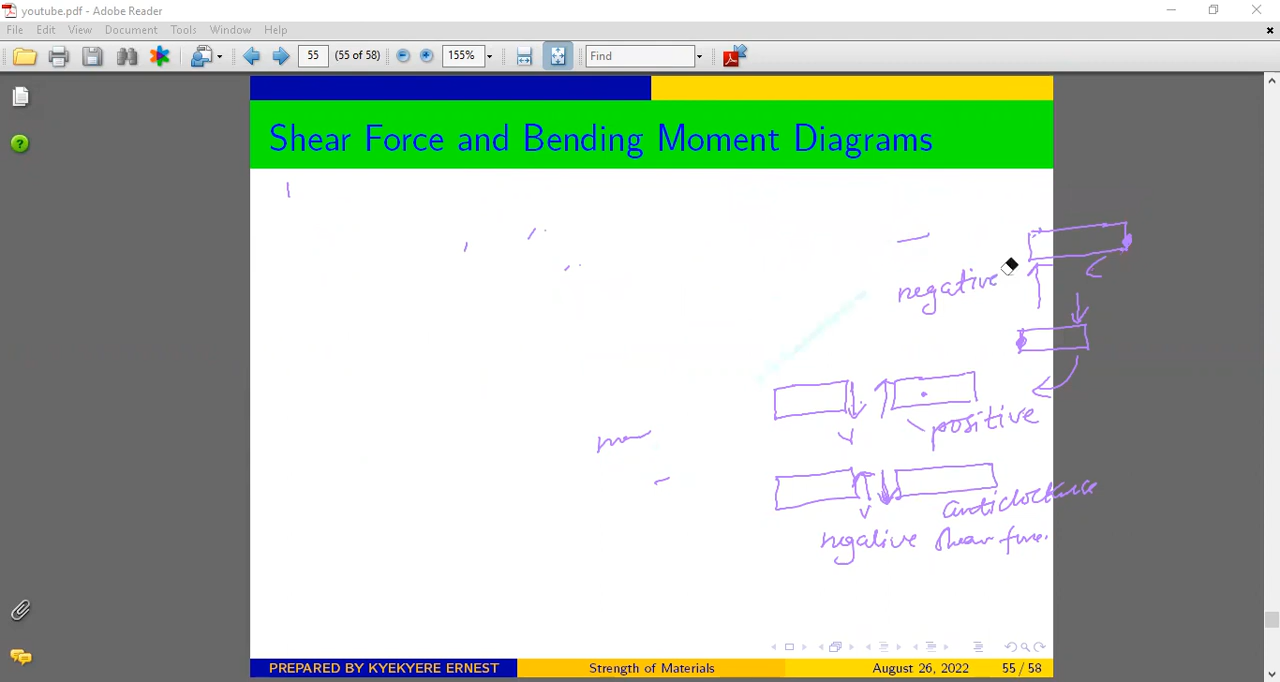 youtube.pdf - Adobe Reader
File Edit View Document Tools Window Help
55 (55 of 58) 155% Find
Shear Force and Bending Moment Diagrams
negative
positive
V
anticlockwise
V
negative shear force.
PREPARED BY KYEKYERE ERNEST Strength of Materials August 26, 2022 55 / 58